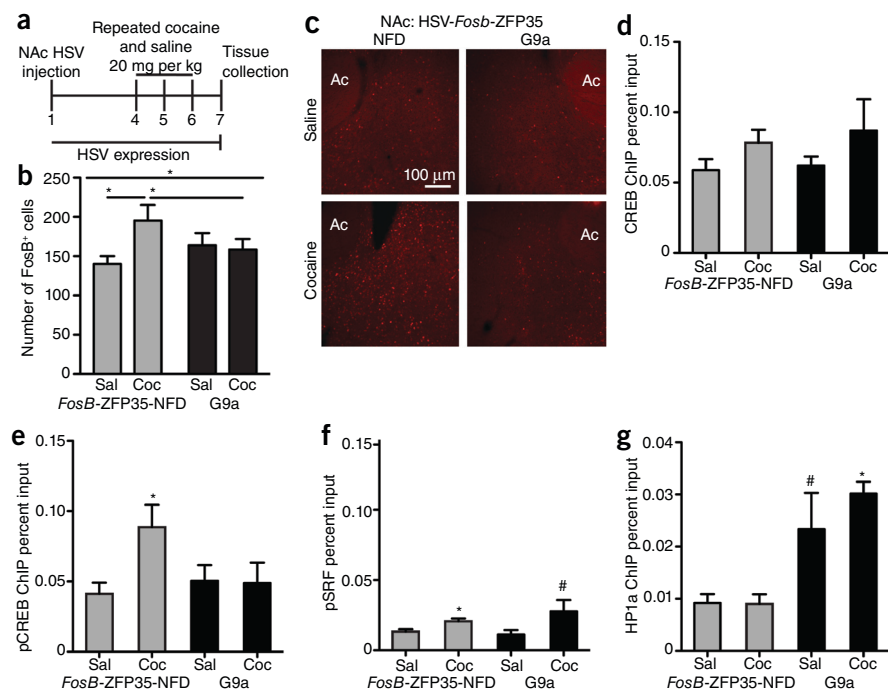 a
NAc HSV
injection
Repeated cocaine
and saline
20 mg per kg
Tissue
collection
1 4 5 6 7
HSV expression
b
Number of FosB+ cells
250
200
150
100
50
0
* * *
Sal Coc Sal Coc
FosB-ZFP35-NFD G9a
c
NAc: HSV-Fosb-ZFP35
NFD G9a
Saline
Cocaine
Ac Ac
100 μm
Ac Ac
d
CREB ChIP percent input
0.15
0.10
0.05
0
Sal Coc Sal Coc
FosB-ZFP35-NFD G9a
e
pCREB ChIP percent input
0.15
0.10
0.05
0
*
Sal Coc Sal Coc
FosB-ZFP35-NFD G9a
f
pSRF percent input
0.15
0.10
0.050
0
* #
Sal Coc Sal Coc
FosB-ZFP35-NFD G9a
g
HP1a ChIP percent input
0.04
0.03
0.026
0.010
0
# *
Sal Coc Sal Coc
FosB-ZFP35-NFD G9a